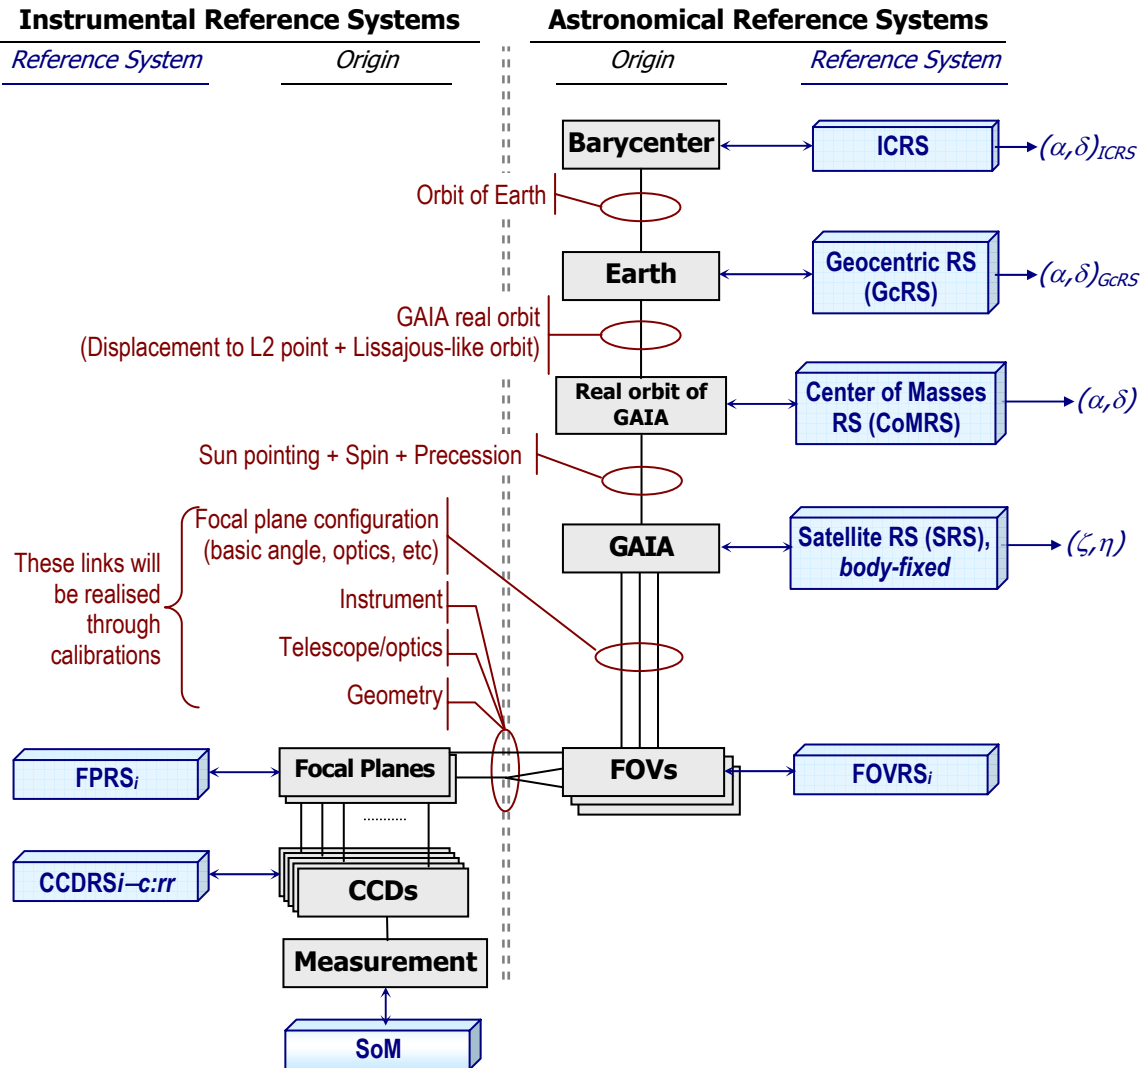 Instrumental Reference Systems
Astronomical Reference Systems
Reference System
Origin
Origin
Reference System
Barycenter
ICRS
(α,δ)ICRS
Orbit of Earth
Earth
Geocentric RS
(GcRS)
(α,δ)GcRS
GAIA real orbit
(Displacement to L2 point + Lissajous-like orbit)
Real orbit of
GAIA
Center of Masses
RS (CoMRS)
(α,δ)
Sun pointing + Spin + Precession
GAIA
Satellite RS (SRS),
body-fixed
(ζ,η)
Focal plane configuration
(basic angle, optics, etc)
These links will
be realised
through
calibrations
Instrument
Telescope/optics
Geometry
FPRSi
Focal Planes
FOVs
FOVRSi
...........
CCDRSi–c:rr
CCDs
Measurement
SoM